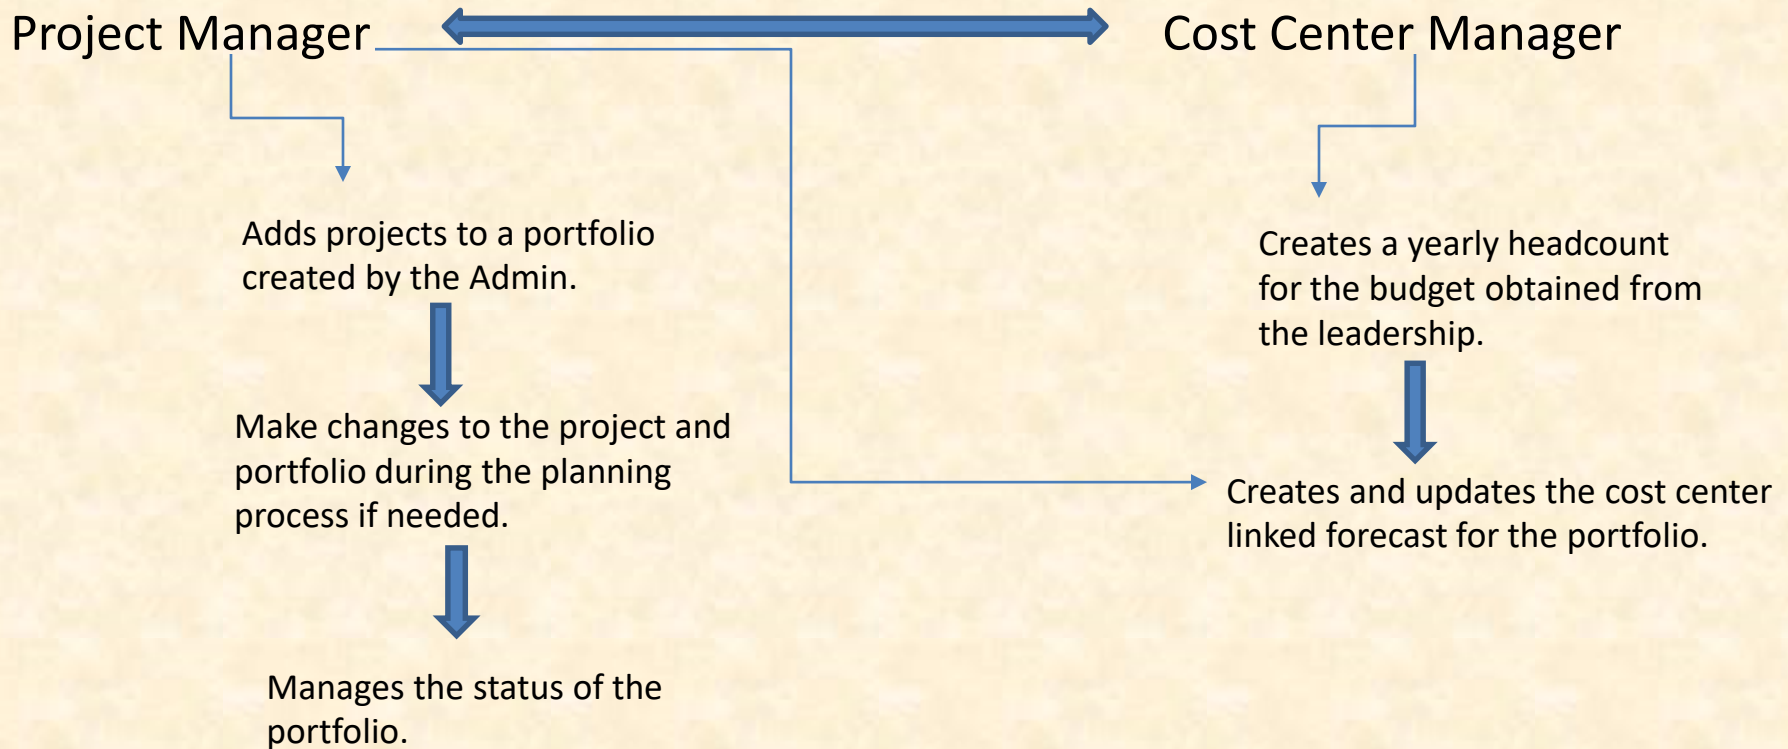 Project Manager
Cost Center Manager
Adds projects to a portfolio
created by the Admin.
Make changes to the project and
portfolio during the planning
process if needed.
Manages the status of the
portfolio.
Creates a yearly headcount
for the budget obtained from
the leadership.
Creates and updates the cost center
linked forecast for the portfolio.